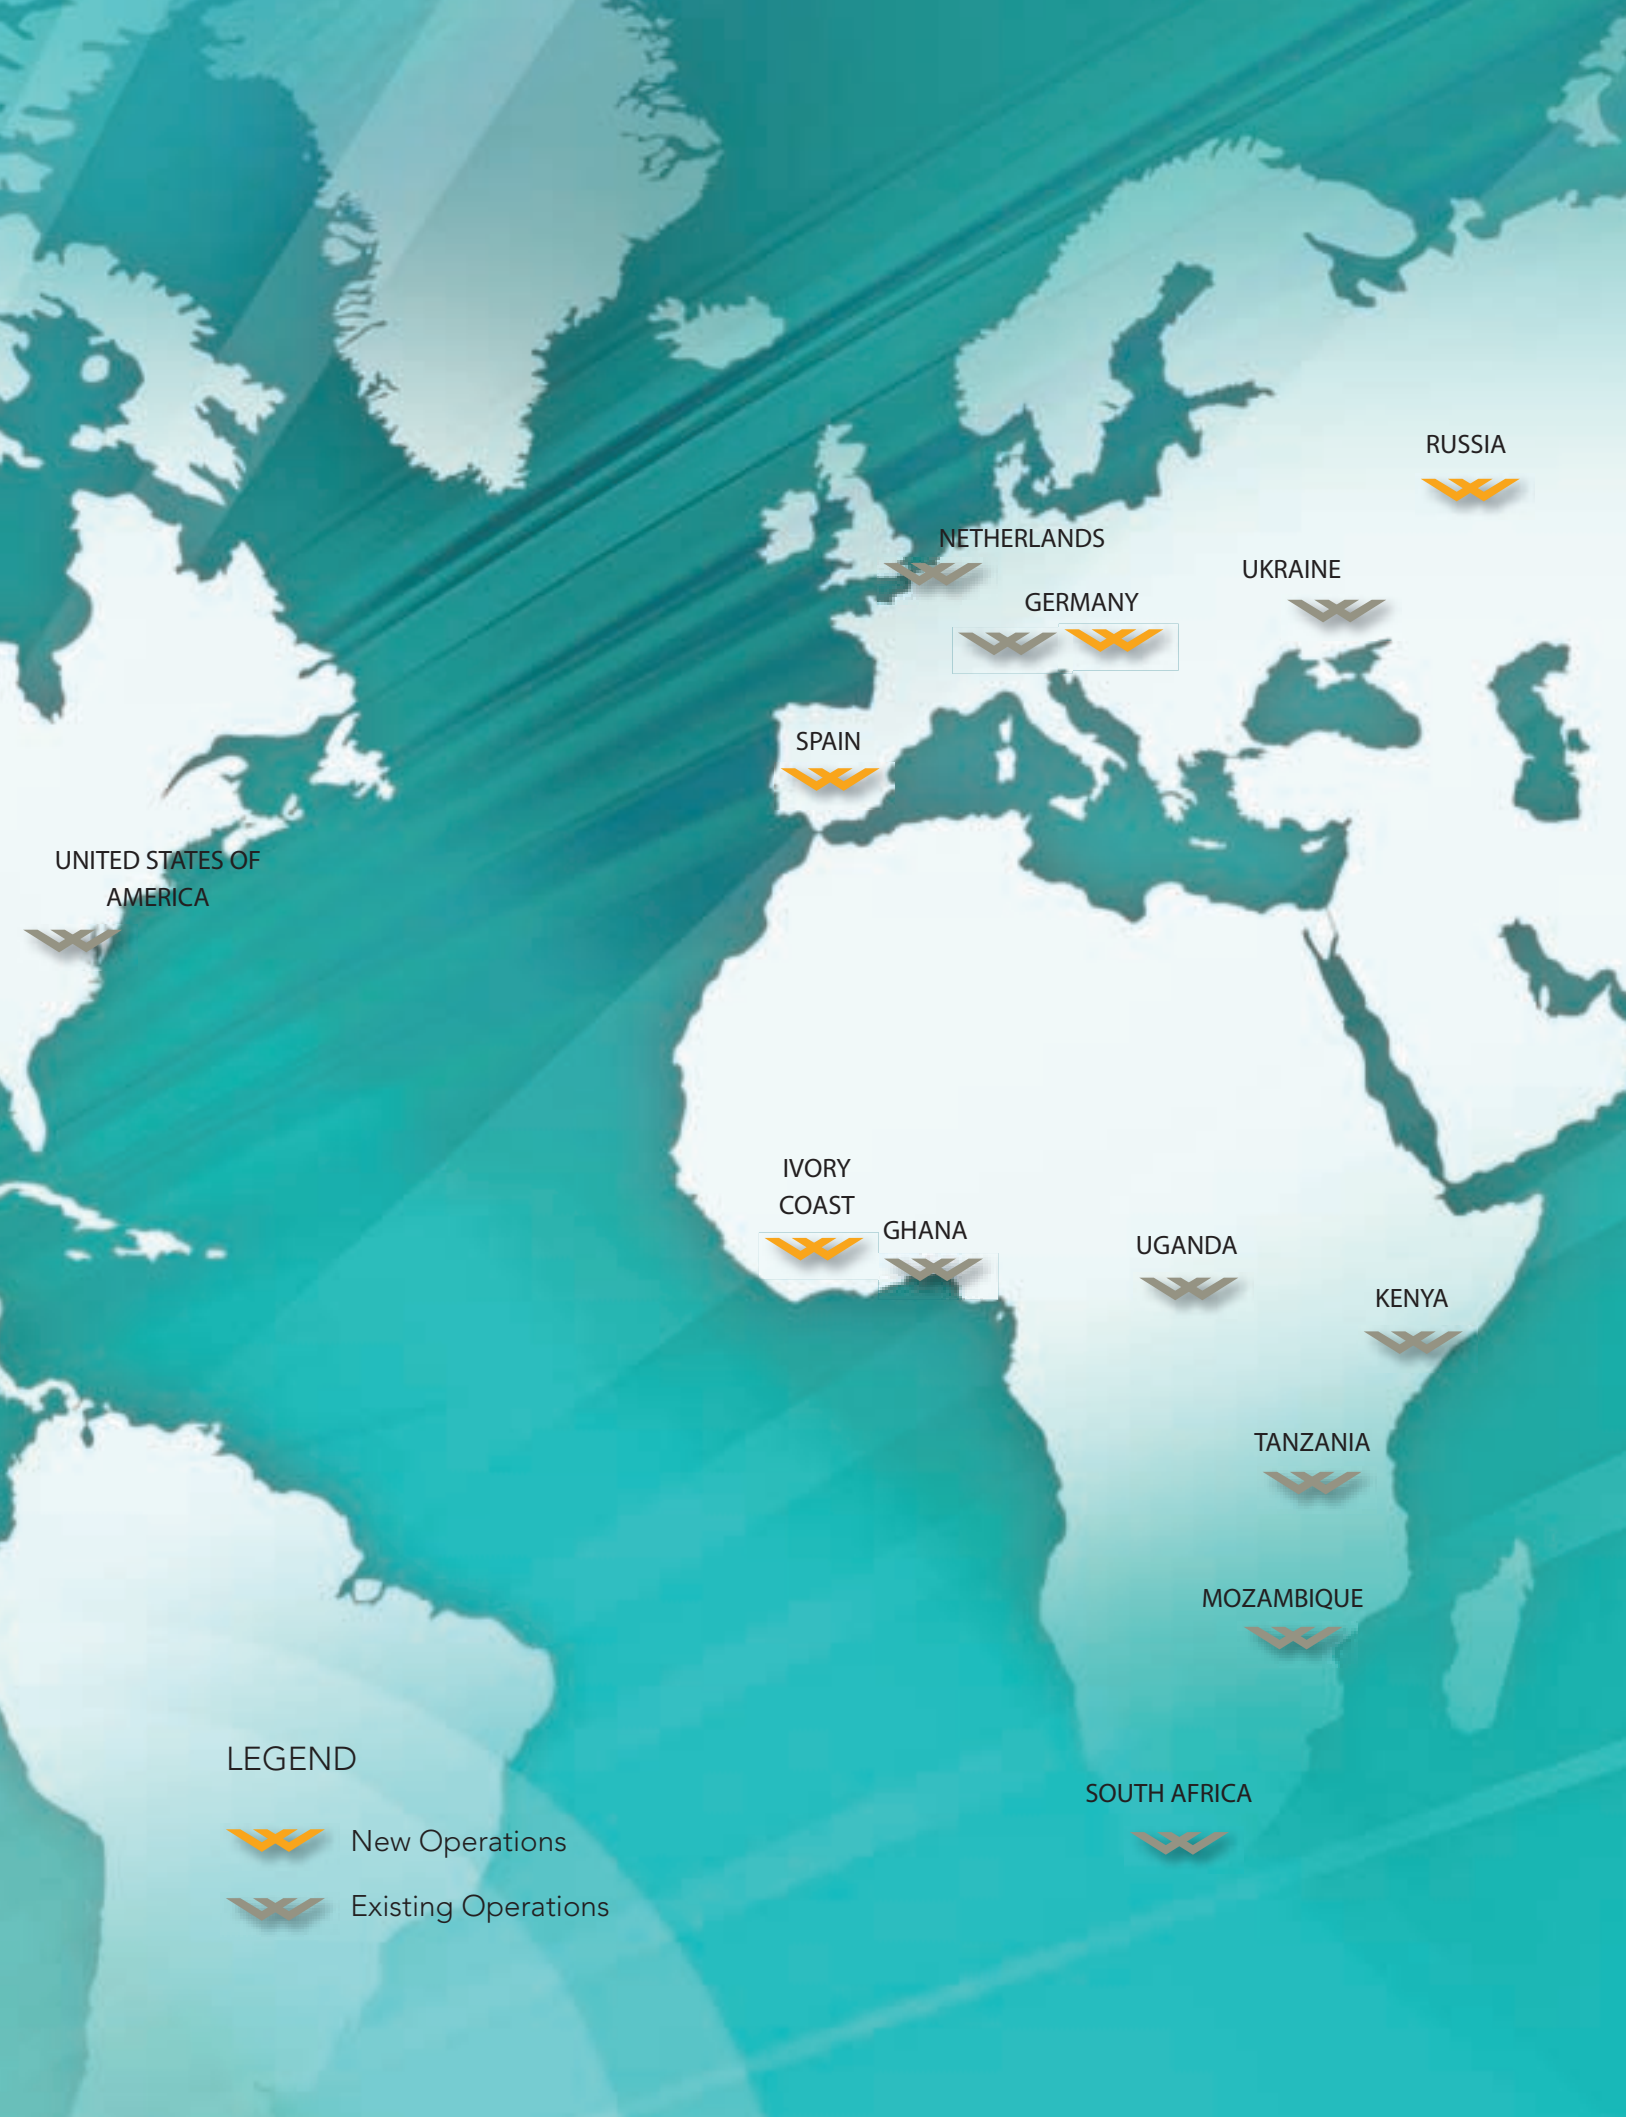 RUSSIA
NETHERLANDS
UKRAINE
GERMANY
SPAIN
UNITED STATES OF
AMERICA
IVORY
COAST
GHANA
UGANDA
KENYA
TANZANIA
MOZAMBIQUE
LEGEND
SOUTH AFRICA
New Operations
Existing Operations